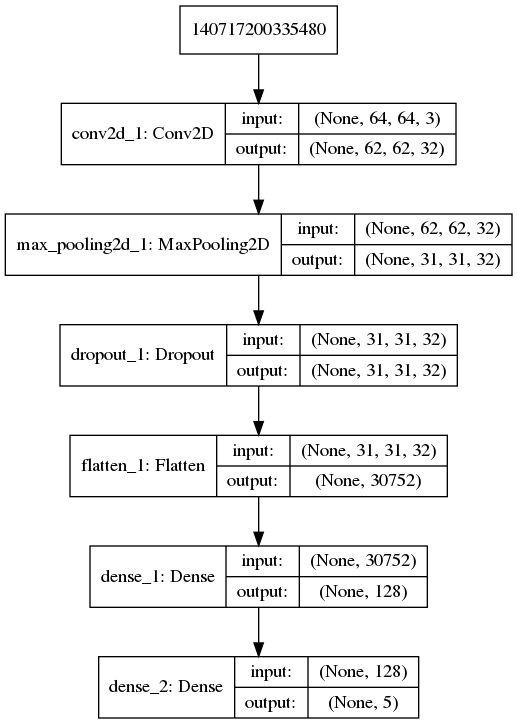 140717200335480
conv2d_1: Conv2D
input: (None, 64, 64, 3)
output: (None, 62, 62, 32)
max_pooling2d_1: MaxPooling2D
input: (None, 62, 62, 32)
output: (None, 31, 31, 32)
dropout_1: Dropout
input: (None, 31, 31, 32)
output: (None, 31, 31, 32)
flatten_1: Flatten
input: (None, 31, 31, 32)
output: (None, 30752)
dense_1: Dense
input: (None, 30752)
output: (None, 128)
dense_2: Dense
input: (None, 128)
output: (None, 5)